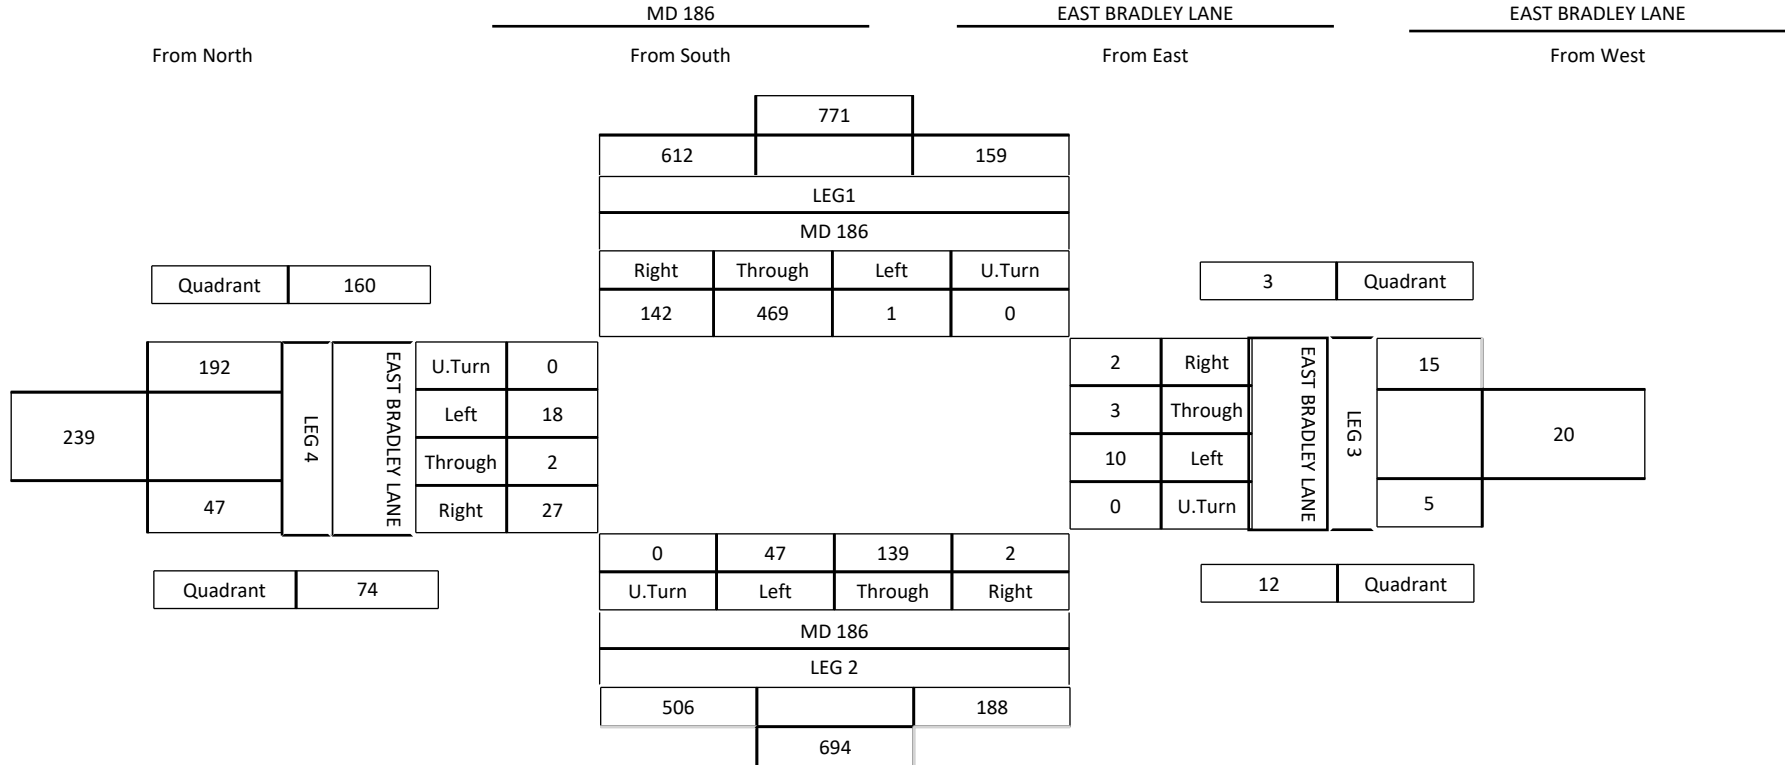 MD 186 EAST BRADLEY LANE EAST BRADLEY LANE
From North From South From East From West
771
612 159
LEG1
MD 186
Right Through Left U.Turn
142 469 1 0
Quadrant 160
3 Quadrant
192
239
47
LEG 4
EAST BRADLEY LANE
U.Turn 0
Left 18
Through 2
Right 27
2 Right
3 Through
10 Left
0 U.Turn
EAST BRADLEY LANE
LEG 3
15
20
5
0 47 139 2
U.Turn Left Through Right
Quadrant 74
12 Quadrant
MD 186
LEG 2
506 188
694